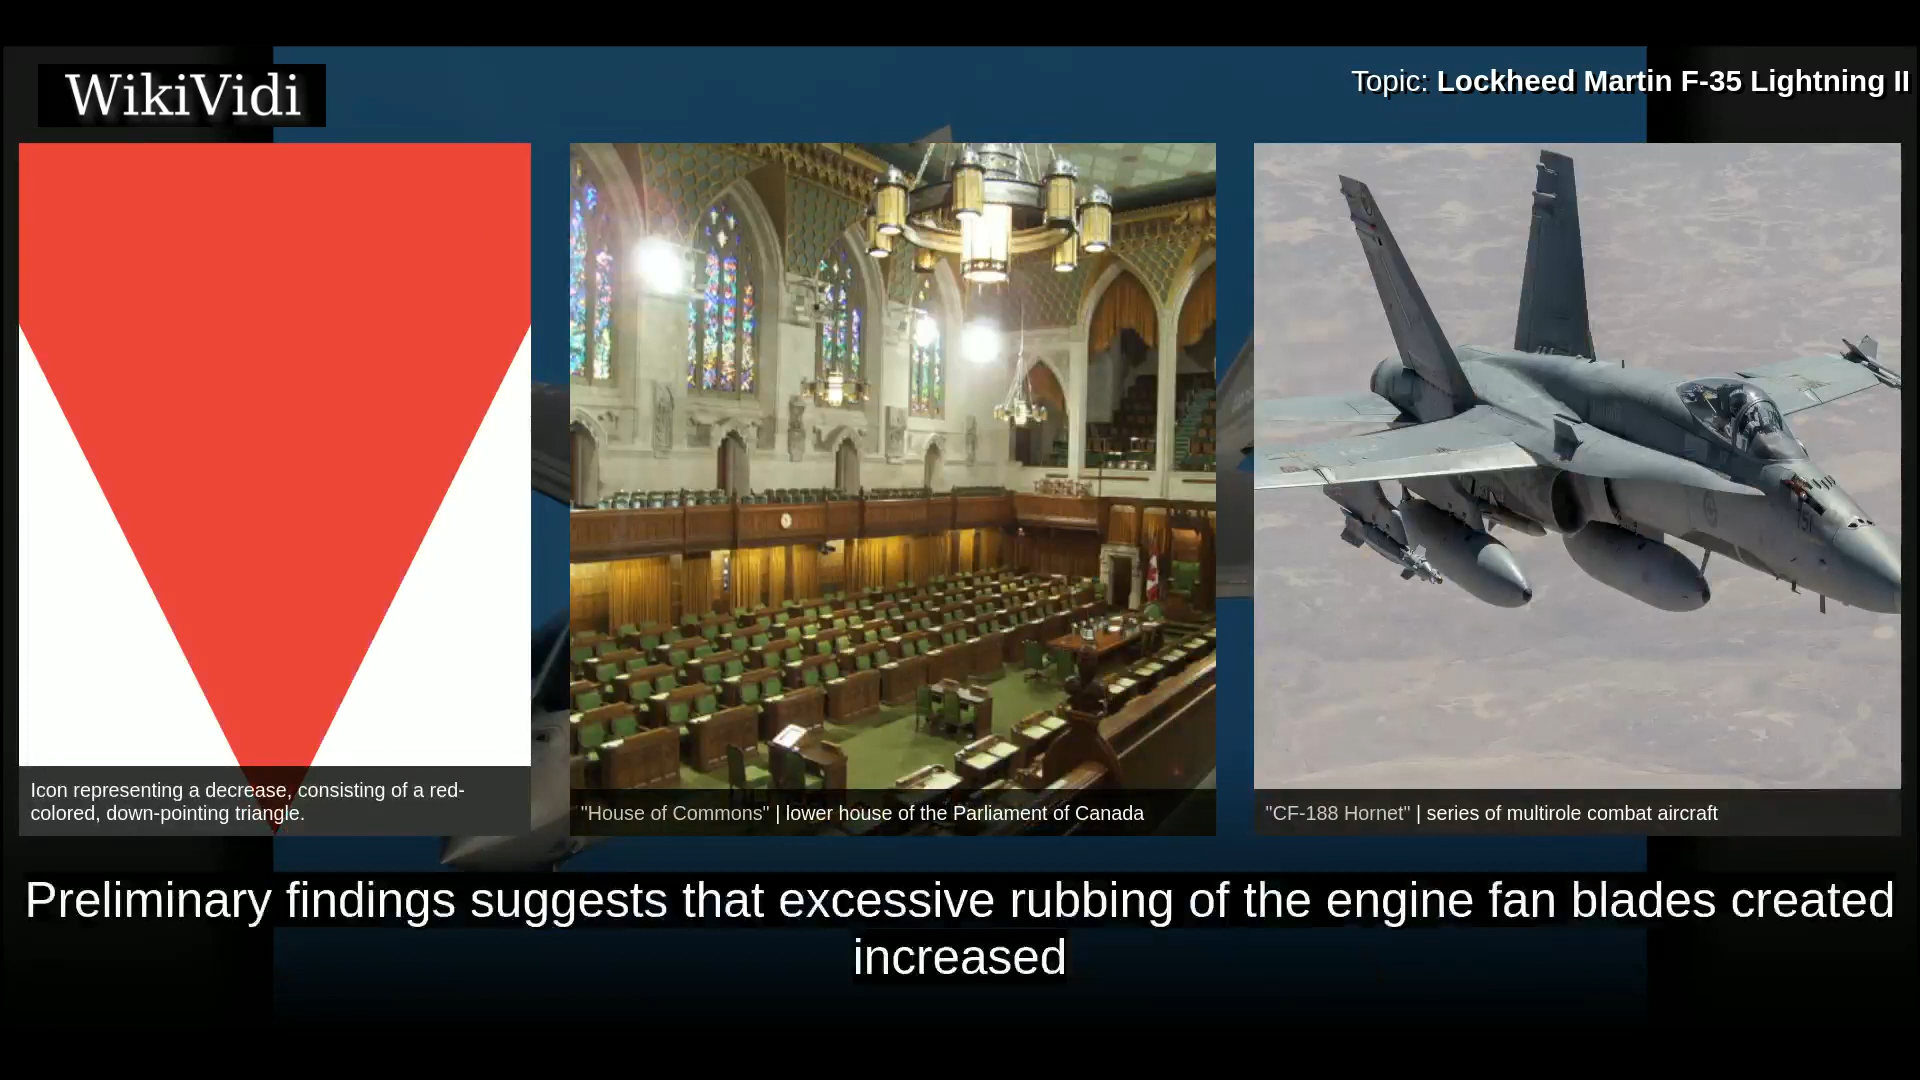 WikiVidi
Topic: Lockheed Martin F-35 Lightning II
Icon representing a decrease, consisting of a red-
colored, down-pointing triangle.
"House of Commons" | lower house of the Parliament of Canada
"CF-188 Hornet" | series of multirole combat aircraft
Preliminary findings suggests that excessive rubbing of the engine fan blades created
increased